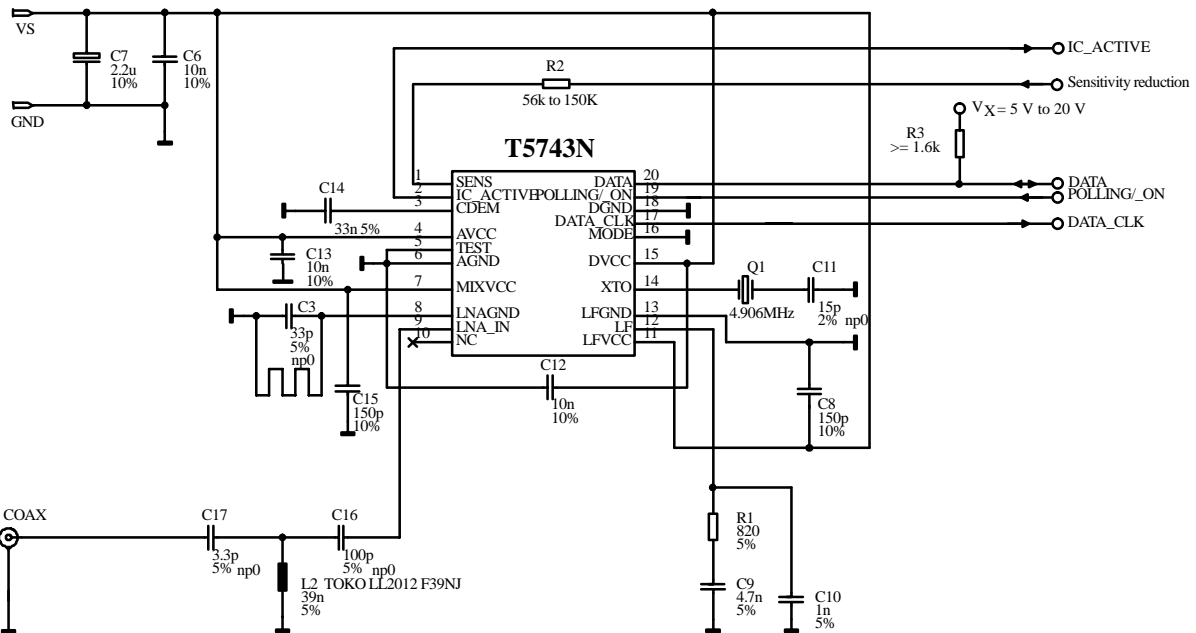 VS
C7
2.2u
10%
C6
10n
10%
GND
IC_ACTIVE
R2
56k to 150K
Sensitivity reduction
VX = 5 V to 20 V
R3
>= 1.6k
T5743N
1
SENS
2
IC_ACTIVE
3
CDEM
4
AVCC
5
TEST
6
AGND
7
MIXVCC
8
LNAGND
9
LNA_IN
10
NC
20
DATA
19
POLLING/_ON
18
DGND
17
DATA_CLK
16
MODE
15
DVCC
14
XTO
13
LFGND
12
LF
11
LFVCC
DATA
POLLING/_ON
DATA_CLK
C14
33n 5%
C13
10n
10%
C3
33p
5%
np0
C15
150p
10%
C12
10n
10%
Q1
4.906MHz
C11
15p
2% np0
C8
150p
10%
COAX
C17
3.3p
5% np0
C16
100p
5% np0
L2 TOKO LL2012 F39NJ
39n
5%
R1
820
5%
C9
4.7n
5%
C10
1n
5%